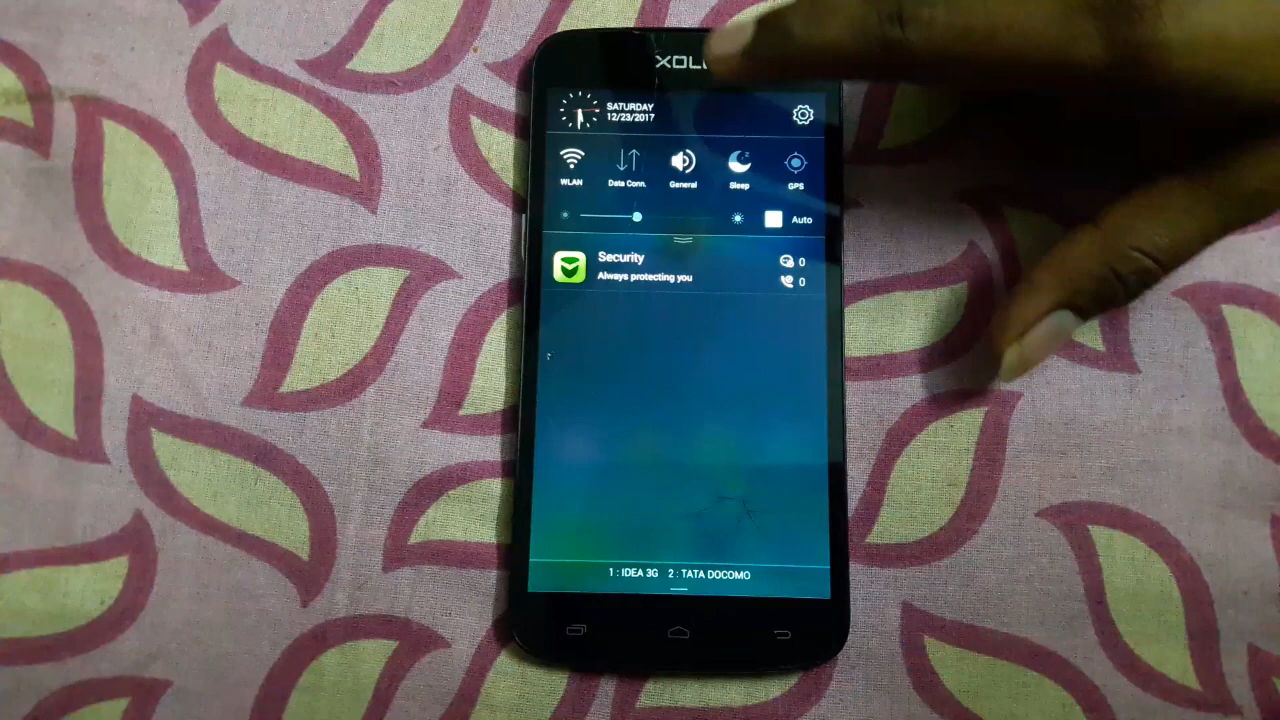 XOL
SATURDAY
12/23/2017
WLAN
Data Conn.
General
Sleep
GPS
Auto
Security
Always protecting you
0
0
1 : IDEA 3G 2 : TATA DOCOMO